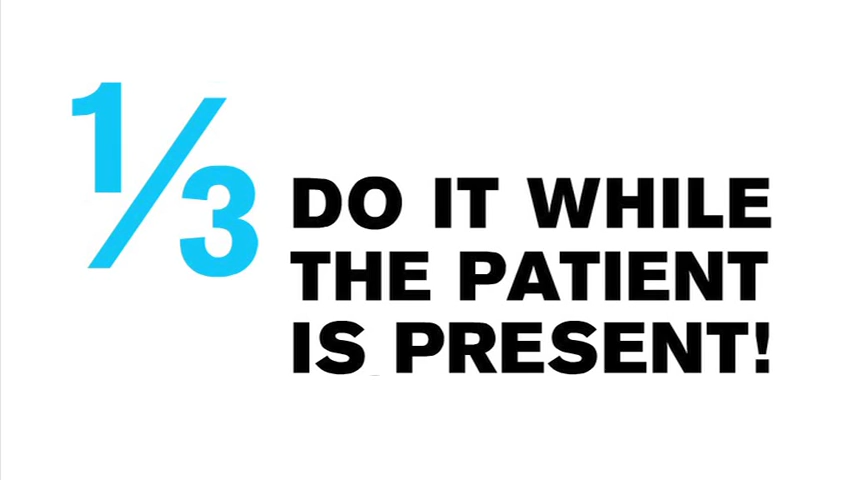 1/3
DO IT WHILE
THE PATIENT
IS PRESENT!